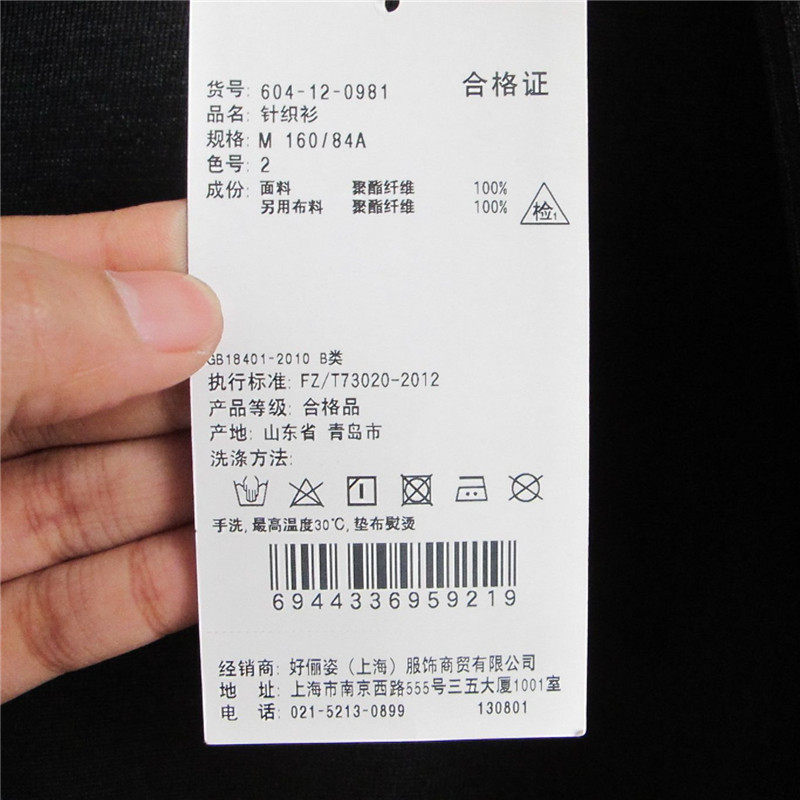 合格证
货号: 604-12-0981
品名: 针织衫
规格: M 160/84A
色号: 2
成份: 面料 聚酯纤维 100%
另用布料 聚酯纤维 100%
检1
GB18401-2010 B类
执行标准: FZ/T73020-2012
产品等级: 合格品
产地: 山东省 青岛市
洗涤方法:
手洗,最高温度30℃,垫布熨烫
6944336959219
经销商: 好俪姿（上海）服饰商贸有限公司
地 址: 上海市南京西路555号三五大厦1001室
电 话: 021-5213-0899 130801